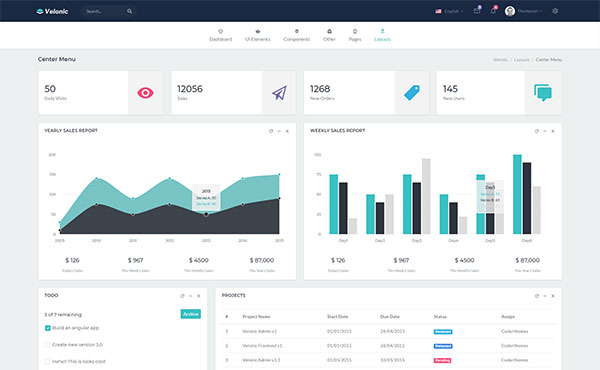 Velonic Search... English Thompson
Dashboard UI Elements Components Other Pages Layouts
Center Menu Velonic / Layouts / Center Menu
50 12056 1268 145
Daily Visits Sales New Orders New Users
YEARLY SALES REPORT WEEKLY SALES REPORT
200
150
100
50
0
2009 2010 2011 2012 2013 2014 2015
2013
Series A: 50
Series B: 90
100
75
50
25
0
Day1 Day2 Day3 Day4 Day5 Day6
Day5
$ 126 $ 967 $ 4500 $ 87,000
Today's Sales This Week's Sales This Month's Sales This Year's Sales
$ 126 $ 967 $ 4500 $ 87,000
Today's Sales This Week's Sales This Month's Sales This Year's Sales
TODO
3 of 7 remaining Archive
Build an angular app
Create new version 3.0
Hehe!! This is looks cool!
PROJECTS
# Project Name Start Date Due Date Status Assign
1 Velonic Admin v1 01/01/2015 26/04/2015 Released Coderthemes
2 Velonic Frontend v1 01/01/2015 26/04/2015 Released Coderthemes
3 Velonic Admin v1.1 01/05/2015 10/05/2015 Pending Coderthemes